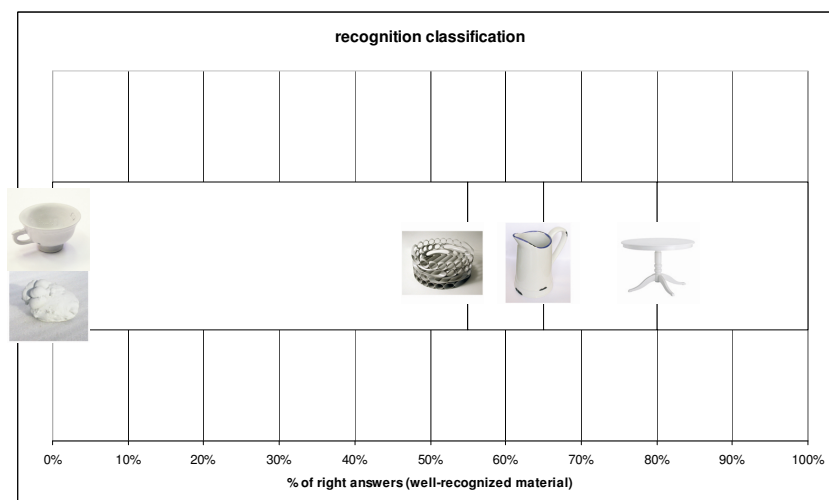 recognition classification
0% 10% 20% 30% 40% 50% 60% 70% 80% 90% 100%
% of right answers (well-recognized material)